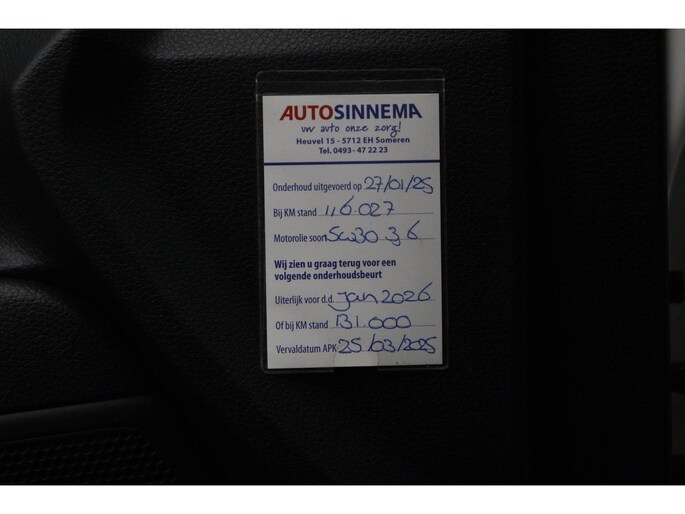 AUTOSINNEMA
uw auto onze zorg!
Heuvel 15 - 5712 EH Someren
Tel. 0493 - 47 22 23
Onderhoud uitgevoerd op 27/01/25
Bij KM stand 116.027
Motorolie soort 5w30 3,6
Wij zien u graag terug voor een
volgende onderhoudsbeurt
Uiterlijk voor d.d. Jan 2026
Of bij KM stand 131.000
Vervaldatum APK 25/03/2025